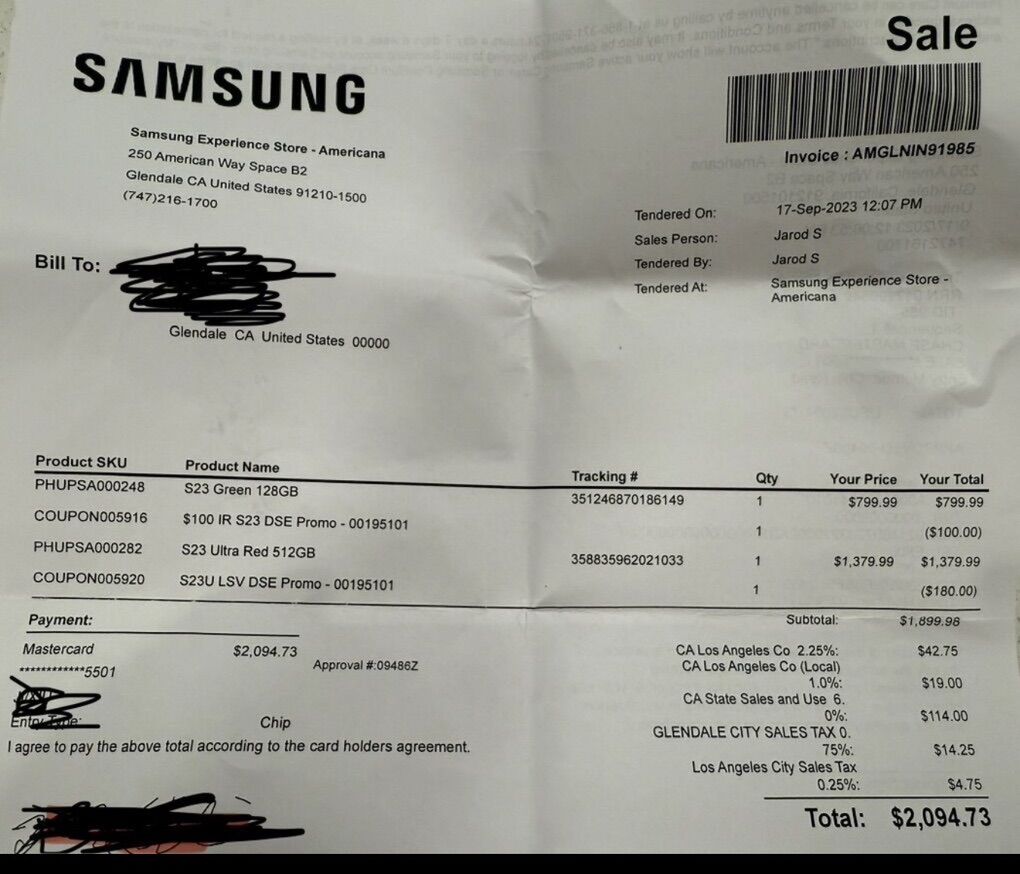 Sale
SAMSUNG
Samsung Experience Store - Americana
250 American Way Space B2
Glendale CA United States 91210-1500
(747)216-1700
Invoice : AMGLNIN91985
Tendered On: 17-Sep-2023 12:07 PM
Sales Person: Jarod S
Tendered By: Jarod S
Tendered At: Samsung Experience Store -
Americana
Bill To:
Glendale CA United States 00000
Product SKU Product Name Tracking # Qty Your Price Your Total
PHUPSA000248 S23 Green 128GB 351246870186149 1 $799.99 $799.99
COUPON005916 $100 IR S23 DSE Promo - 00195101 1 ($100.00)
PHUPSA000282 S23 Ultra Red 512GB 358835962021033 1 $1,379.99 $1,379.99
COUPON005920 S23U LSV DSE Promo - 00195101 1 ($180.00)
Payment:
Mastercard $2,094.73
************5501 Approval #:09486Z
Entry Type: Chip
I agree to pay the above total according to the card holders agreement.
Subtotal: $1,899.98
CA Los Angeles Co 2.25%: $42.75
CA Los Angeles Co (Local)
1.0%: $19.00
CA State Sales and Use 6.
0%: $114.00
GLENDALE CITY SALES TAX 0.
75%: $14.25
Los Angeles City Sales Tax
0.25%: $4.75
Total: $2,094.73